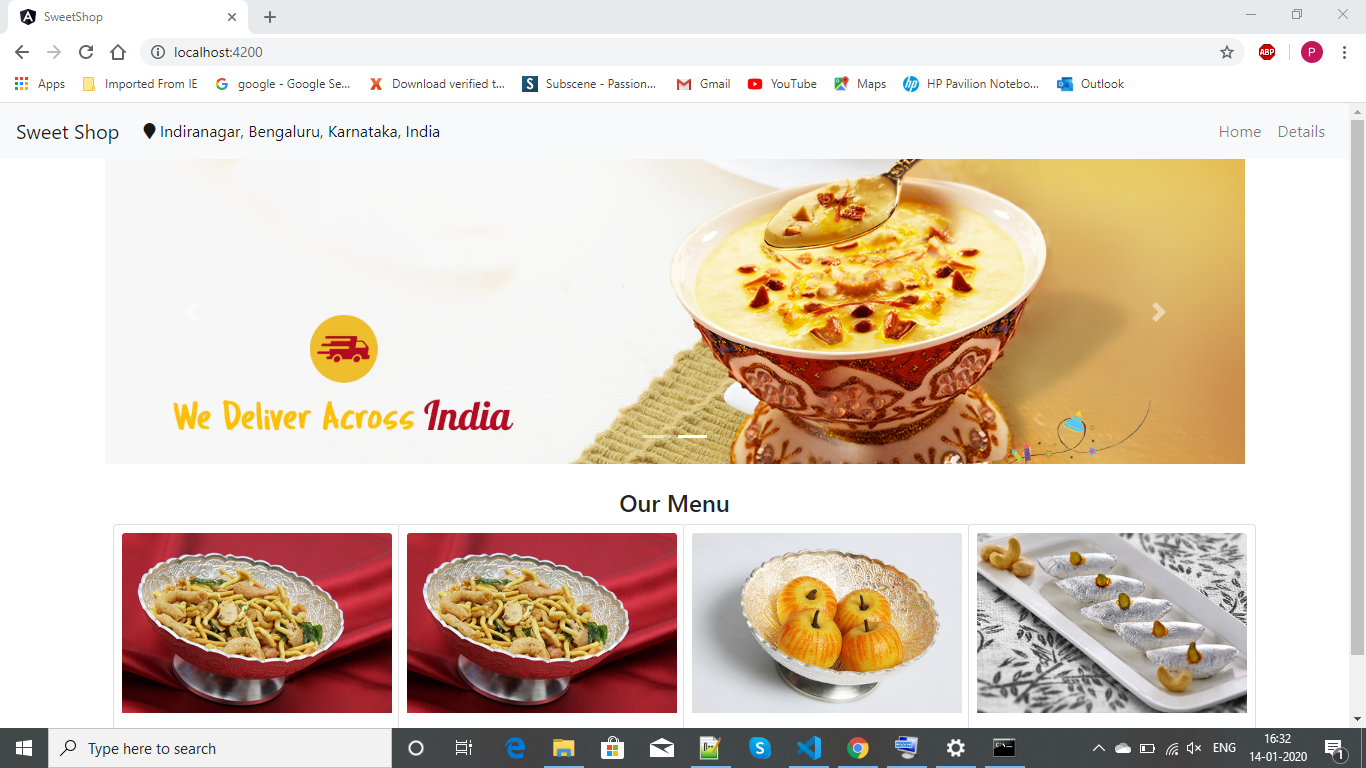 SweetShop
localhost:4200
ABP
P
Apps
Imported From IE
google - Google Se...
Download verified t...
Subscene - Passion...
Gmail
YouTube
Maps
HP Pavilion Notebo...
Outlook
Sweet Shop
Indiranagar, Bengaluru, Karnataka, India
Home
Details
We Deliver Across India
Our Menu
Type here to search
ENG
16:32
14-01-2020
1